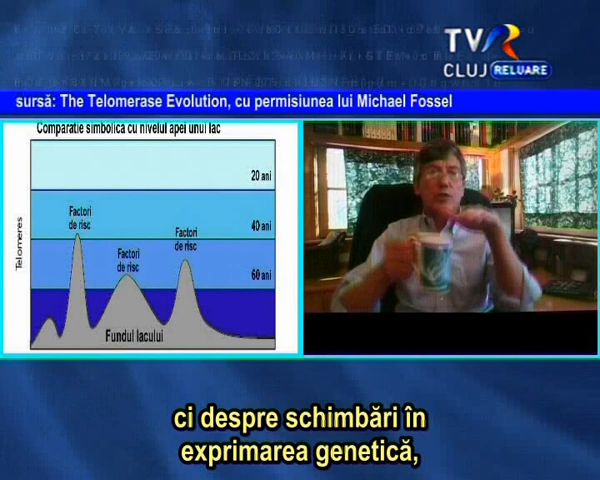 TVR
CLUJ RELUARE
sursă: The Telomerase Evolution, cu permisiunea lui Michael Fossel
Comparatie simbolica cu nivelul apei unui lac
20 ani
Factori
de risc
40 ani
Factori
de risc
Factori
de risc
60 ani
Telomeres
Fundul lacului
ci despre schimbări în
exprimarea genetică,